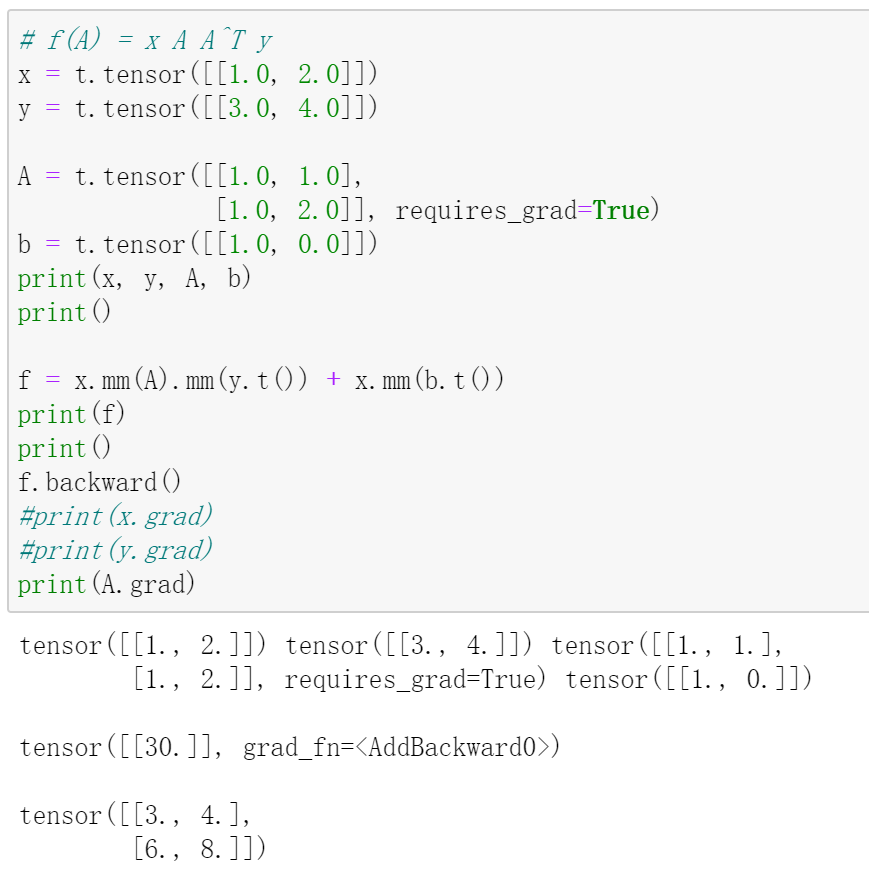 # f(A) = x A A^T y
x = t.tensor([[1.0, 2.0]])
y = t.tensor([[3.0, 4.0]])

A = t.tensor([[1.0, 1.0],
              [1.0, 2.0]], requires_grad=True)
b = t.tensor([[1.0, 0.0]])
print(x, y, A, b)
print()

f = x.mm(A).mm(y.t()) + x.mm(b.t())
print(f)
print()
f.backward()
#print(x.grad)
#print(y.grad)
print(A.grad)

tensor([[1., 2.]]) tensor([[3., 4.]]) tensor([[1., 1.],
        [1., 2.]], requires_grad=True) tensor([[1., 0.]])

tensor([[30.]], grad_fn=<AddBackward0>)

tensor([[3., 4.],
        [6., 8.]])